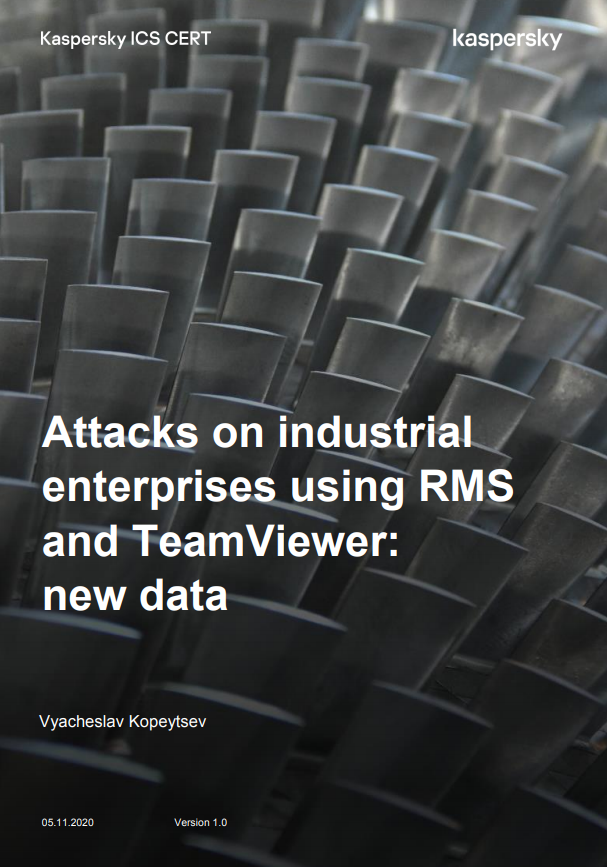 Kaspersky ICS CERT
kaspersky
Attacks on industrial
enterprises using RMS
and TeamViewer:
new data
Vyacheslav Kopeytsev
05.11.2020
Version 1.0